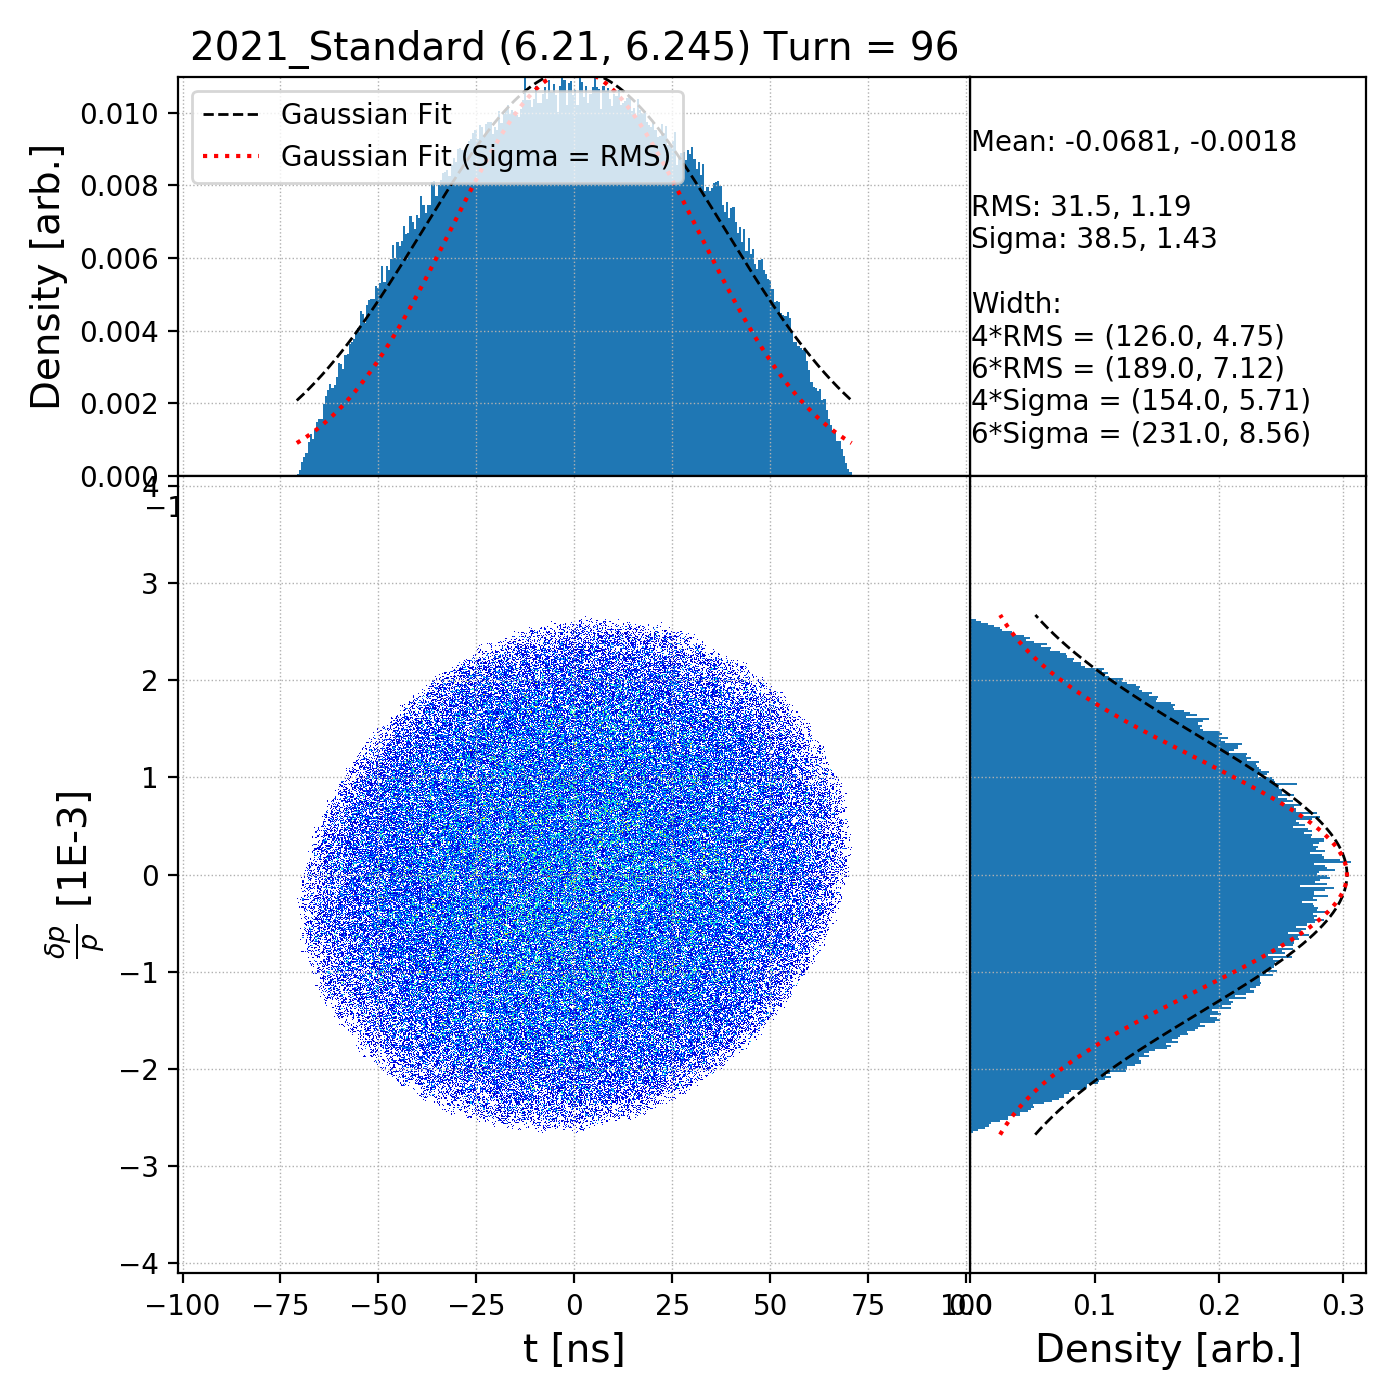 2021_Standard (6.21, 6.245) Turn = 96
Density [arb.]
0.010
0.008
0.006
0.004
0.002
0.000
Gaussian Fit
Gaussian Fit (Sigma = RMS)
Mean: -0.0681, -0.0018
RMS: 31.5, 1.19
Sigma: 38.5, 1.43
Width:
4*RMS = (126.0, 4.75)
6*RMS = (189.0, 7.12)
4*Sigma = (154.0, 5.71)
6*Sigma = (231.0, 8.56)
δp/p [1E-3]
4
3
2
1
0
−1
−2
−3
−4
−100 −75 −50 −25 0 25 50 75 100
t [ns]
0.0 0.1 0.2 0.3
Density [arb.]